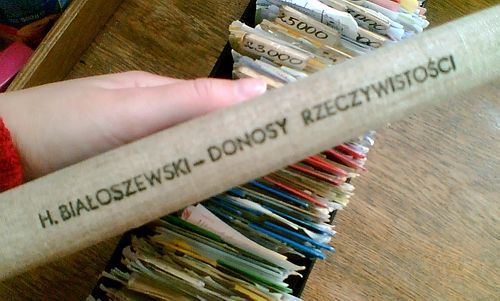 25000
23000
H. BIAŁOSZEWSKI – DONOSY RZECZYWISTOŚCI